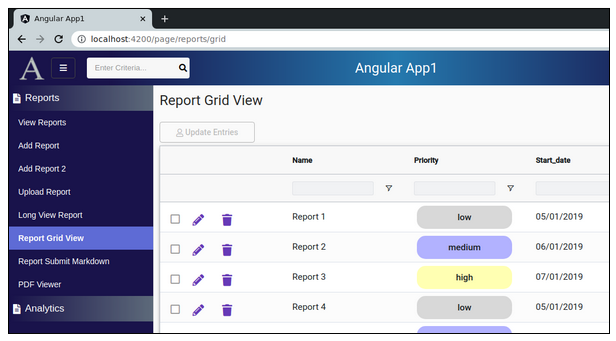 Angular App1
localhost:4200/page/reports/grid
A
Enter Criteria...
Angular App1
Reports
View Reports
Add Report
Add Report 2
Upload Report
Long View Report
Report Grid View
Report Submit Markdown
PDF Viewer
Analytics
Report Grid View
Update Entries
Name Priority Start_date
Report 1 low 05/01/2019
Report 2 medium 06/01/2019
Report 3 high 07/01/2019
Report 4 low 05/01/2019